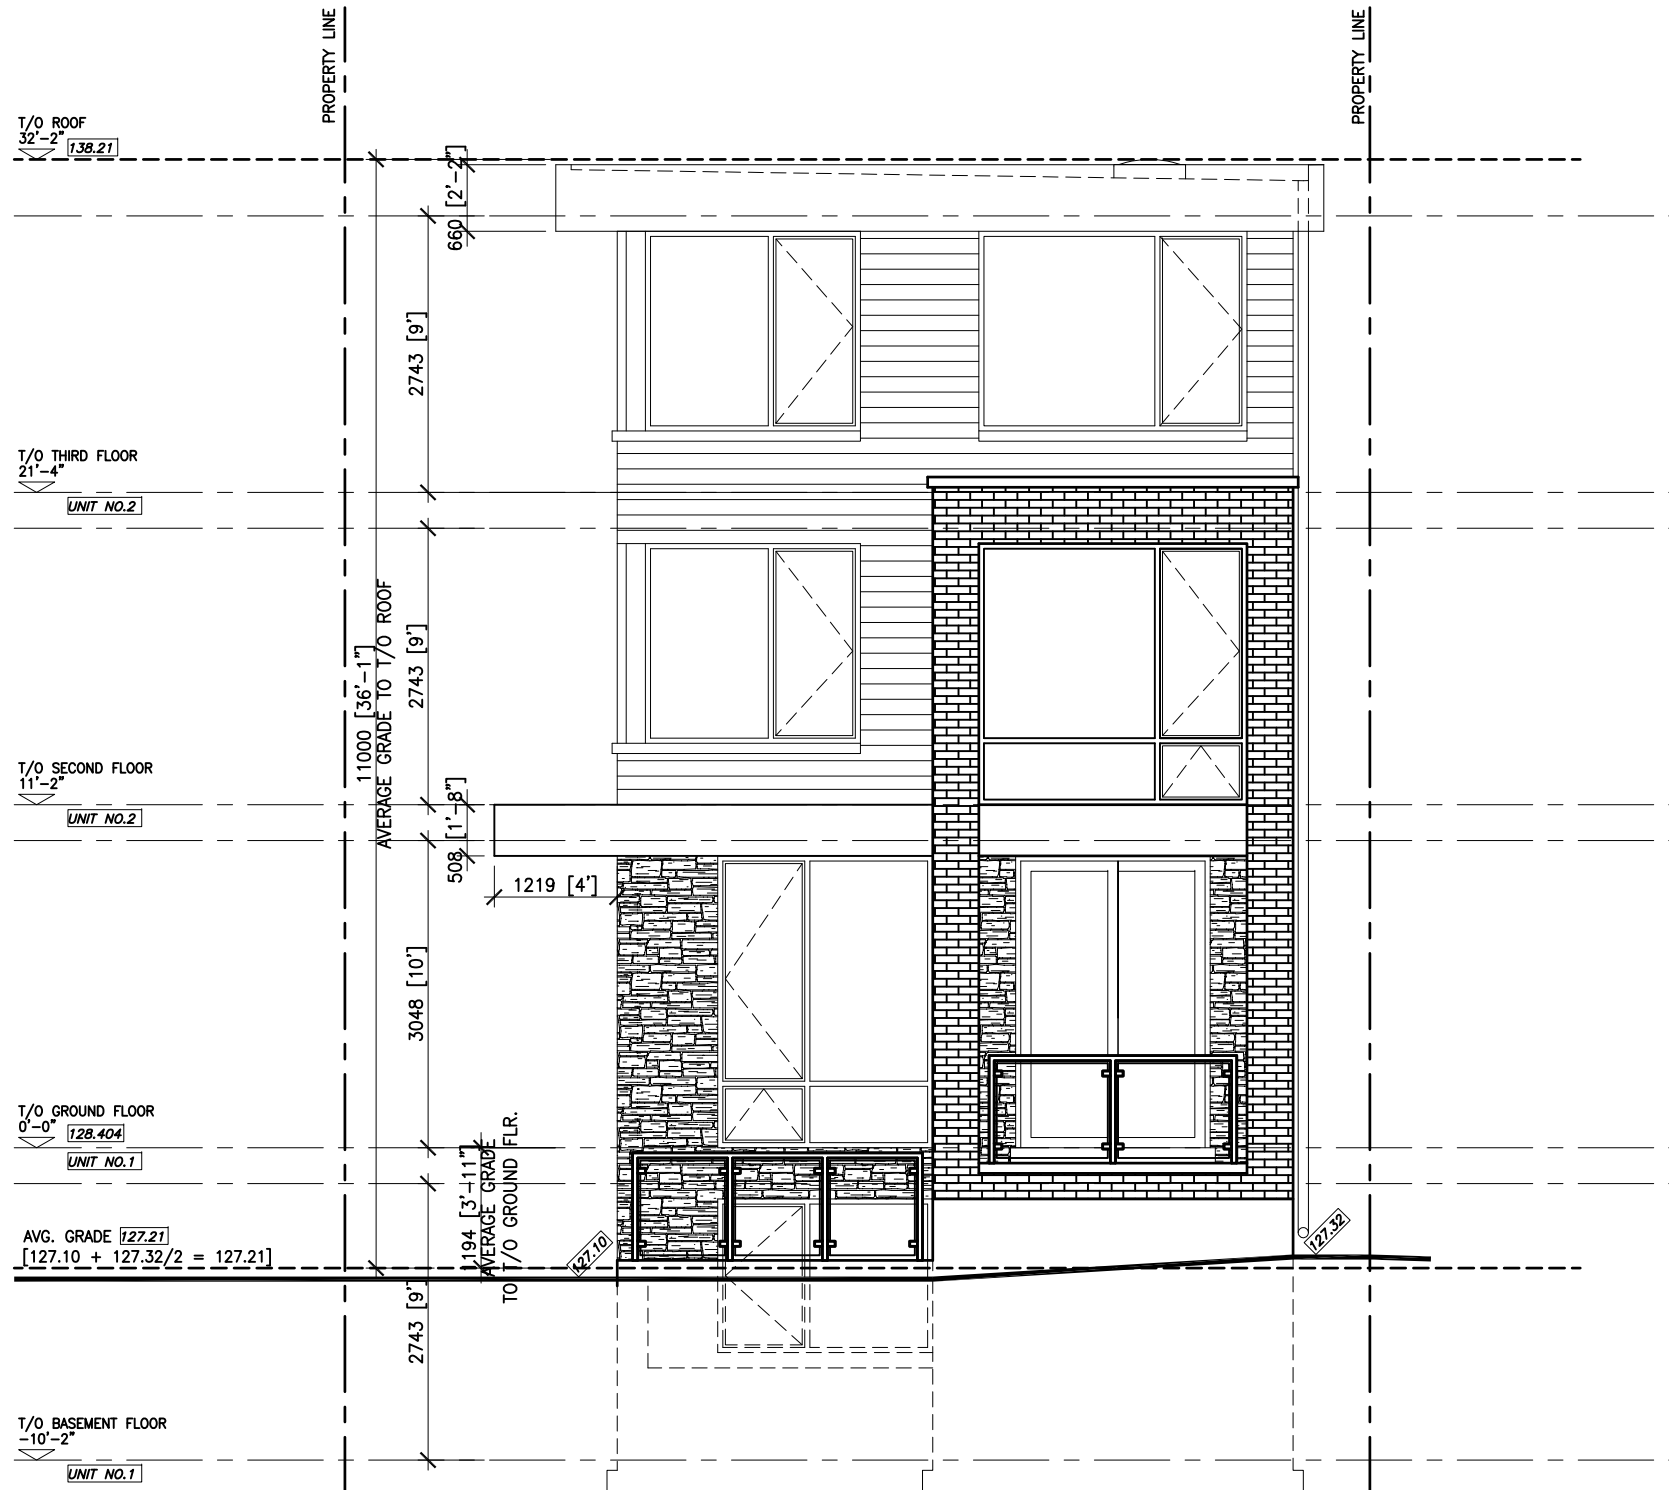 PROPERTY LINE
PROPERTY LINE
T/O ROOF
32'-2"
138.21
660 [2'-2"]
2743 [9']
T/O THIRD FLOOR
21'-4"
UNIT NO.2
11000 [36'-1"]
AVERAGE GRADE TO T/O ROOF
2743 [9']
T/O SECOND FLOOR
11'-2"
UNIT NO.2
508 [1'-8"]
1219 [4']
3048 [10']
T/O GROUND FLOOR
0'-0"
128.404
UNIT NO.1
1194 [3'-11"]
AVERAGE GRADE
TO T/O GROUND FLR.
AVG. GRADE 127.21
[127.10 + 127.32/2 = 127.21]
127.10
127.32
2743 [9']
T/O BASEMENT FLOOR
-10'-2"
UNIT NO.1